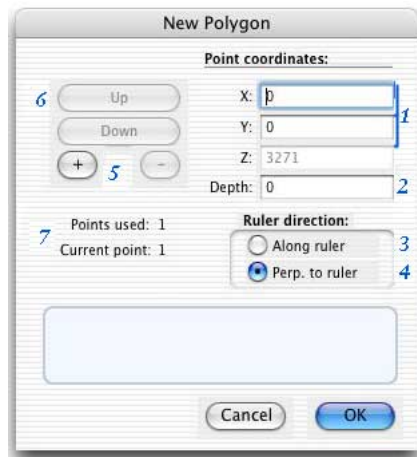 New Polygon
Point coordinates:
6
Up
X: 0
1
Down
Y: 0
+ 5 -
Z: 3271
Depth: 0
2
7
Points used: 1
Current point: 1
Ruler direction:
Along ruler
3
Perp. to ruler
4
Cancel
OK